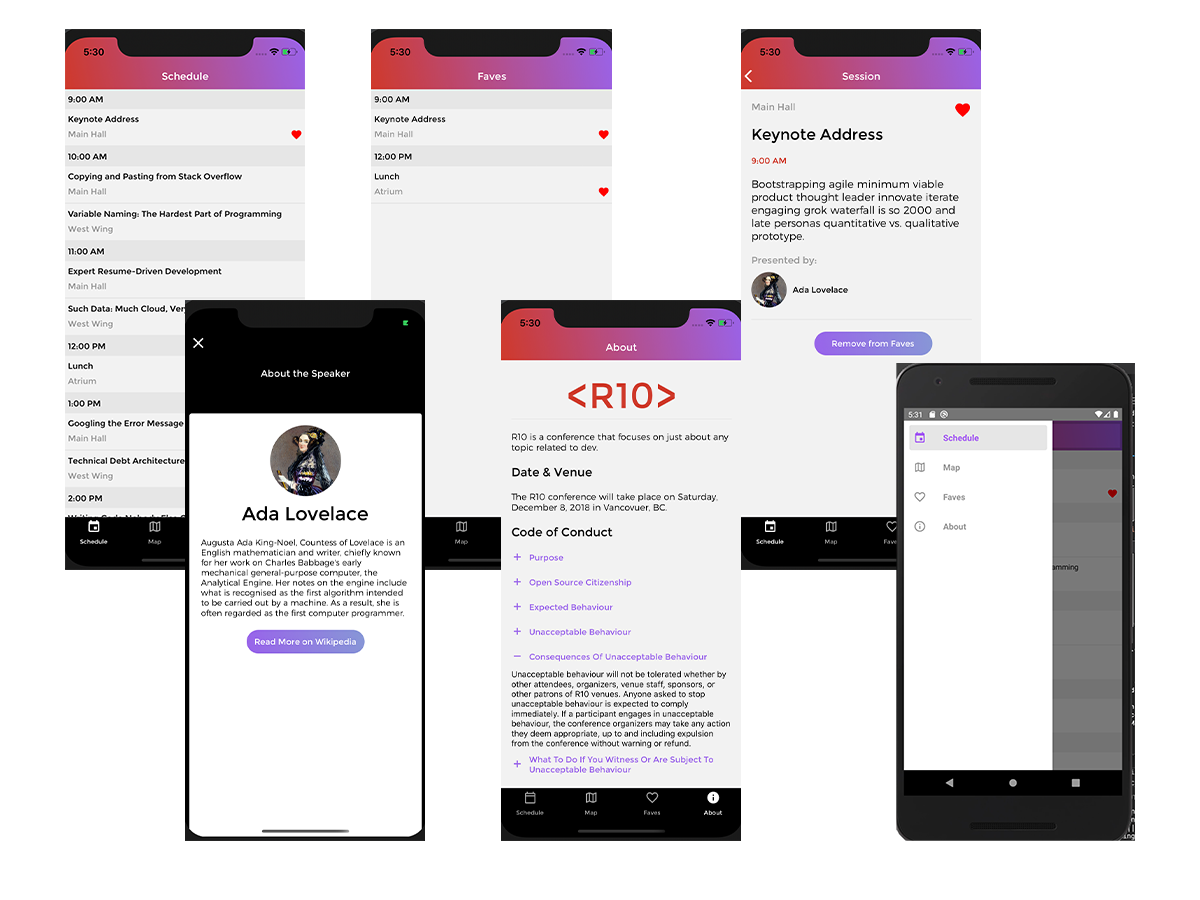 5:30
Schedule
9:00 AM
Keynote Address
Main Hall
10:00 AM
Copying and Pasting from Stack Overflow
Main Hall
Variable Naming: The Hardest Part of Programming
West Wing
11:00 AM
Expert Resume-Driven Development
Main Hall
Such Data: Much Cloud, Very
West Wing
12:00 PM
Lunch
Atrium
1:00 PM
Googling the Error Message
Main Hall
Technical Debt Architecture
West Wing
2:00 PM
Schedule
Map
5:30
Faves
9:00 AM
Keynote Address
Main Hall
12:00 PM
Lunch
Atrium
Map
5:30
Session
Main Hall
Keynote Address
9:00 AM
Bootstrapping agile minimum viable
product thought leader innovate iterate
engaging grok waterfall is so 2000 and
late personas quantitative vs. qualitative
prototype.
Presented by:
Ada Lovelace
Remove from Faves
Schedule
Map
Fave
About the Speaker
Ada Lovelace
Augusta Ada King-Noel, Countess of Lovelace is an
English mathematician and writer, chiefly known
for her work on Charles Babbage's early
mechanical general-purpose computer, the
Analytical Engine. Her notes on the engine include
what is recognised as the first algorithm intended
to be carried out by a machine. As a result, she is
often regarded as the first computer programmer.
Read More on Wikipedia
5:30
About
<R10>
R10 is a conference that focuses on just about any
topic related to dev.
Date & Venue
The R10 conference will take place on Saturday,
December 8, 2018 in Vancovuer, BC.
Code of Conduct
+ Purpose
+ Open Source Citizenship
+ Expected Behaviour
+ Unacceptable Behaviour
− Consequences Of Unacceptable Behaviour
Unacceptable behaviour will not be tolerated whether by
other attendees, organizers, venue staff, sponsors, or
other patrons of R10 venues. Anyone asked to stop
unacceptable behaviour is expected to comply
immediately. If a participant engages in unacceptable
behaviour, the conference organizers may take any action
they deem appropriate, up to and including expulsion
from the conference without warning or refund.
+ What To Do If You Witness Or Are Subject To
Unacceptable Behaviour
Schedule
Map
Faves
About
5:31
Schedule
Map
Faves
About
amming